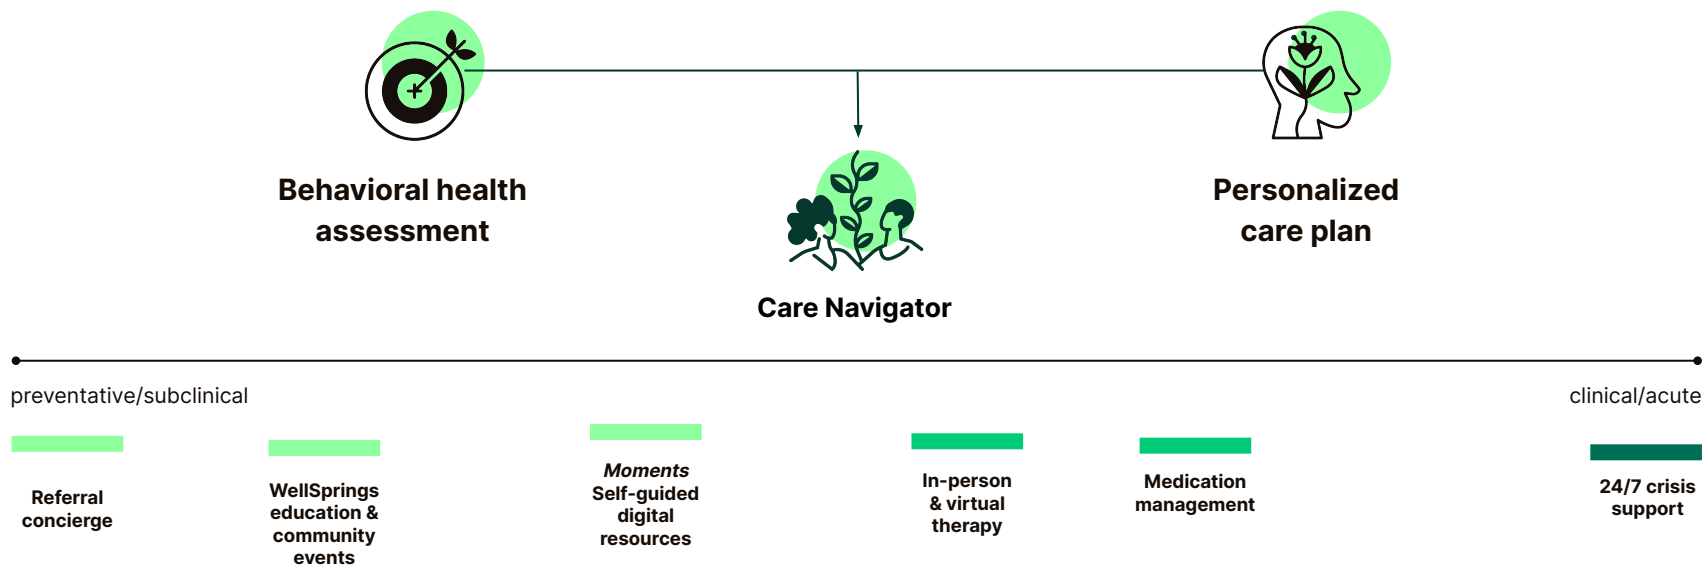 Behavioral health
assessment
Personalized
care plan
Care Navigator
preventative/subclinical
clinical/acute
Referral
concierge
WellSprings
education &
community
events
Moments
Self-guided
digital
resources
In-person
& virtual
therapy
Medication
management
24/7 crisis
support